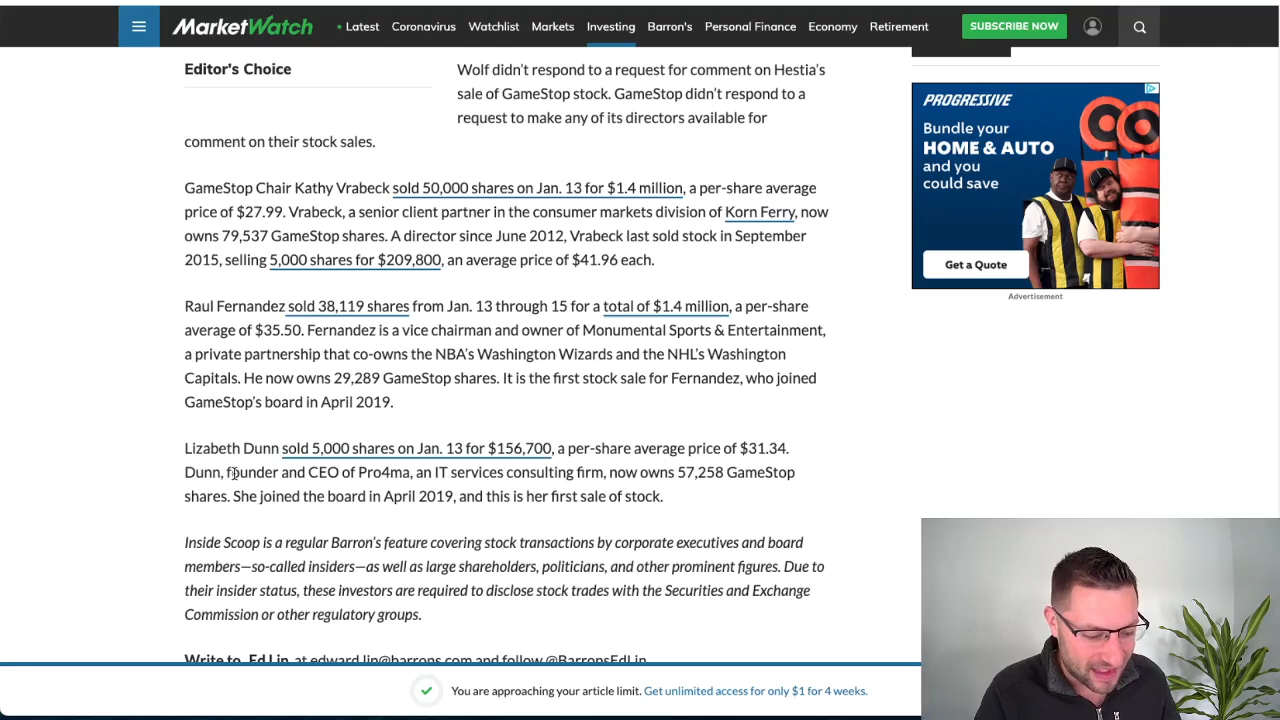 MarketWatch
Latest
Coronavirus
Watchlist
Markets
Investing
Barron's
Personal Finance
Economy
Retirement
SUBSCRIBE NOW
Editor's Choice
Wolf didn’t respond to a request for comment on Hestia’s
sale of GameStop stock. GameStop didn’t respond to a
request to make any of its directors available for
comment on their stock sales.
GameStop Chair Kathy Vrabeck sold 50,000 shares on Jan. 13 for $1.4 million, a per-share average
price of $27.99. Vrabeck, a senior client partner in the consumer markets division of Korn Ferry, now
owns 79,537 GameStop shares. A director since June 2012, Vrabeck last sold stock in September
2015, selling 5,000 shares for $209,800, an average price of $41.96 each.
Raul Fernandez sold 38,119 shares from Jan. 13 through 15 for a total of $1.4 million, a per-share
average of $35.50. Fernandez is a vice chairman and owner of Monumental Sports & Entertainment,
a private partnership that co-owns the NBA’s Washington Wizards and the NHL’s Washington
Capitals. He now owns 29,289 GameStop shares. It is the first stock sale for Fernandez, who joined
GameStop’s board in April 2019.
Lizabeth Dunn sold 5,000 shares on Jan. 13 for $156,700, a per-share average price of $31.34.
Dunn, founder and CEO of Pro4ma, an IT services consulting firm, now owns 57,258 GameStop
shares. She joined the board in April 2019, and this is her first sale of stock.
Inside Scoop is a regular Barron’s feature covering stock transactions by corporate executives and board
members—so-called insiders—as well as large shareholders, politicians, and other prominent figures. Due to
their insider status, these investors are required to disclose stock trades with the Securities and Exchange
Commission or other regulatory groups.
Write to Ed Lin at edward.lin@barrons.com and follow @BarronsEdLin
PROGRESSIVE
Bundle your
HOME & AUTO
and you
could save
Get a Quote
Advertisement
You are approaching your article limit. Get unlimited access for only $1 for 4 weeks.